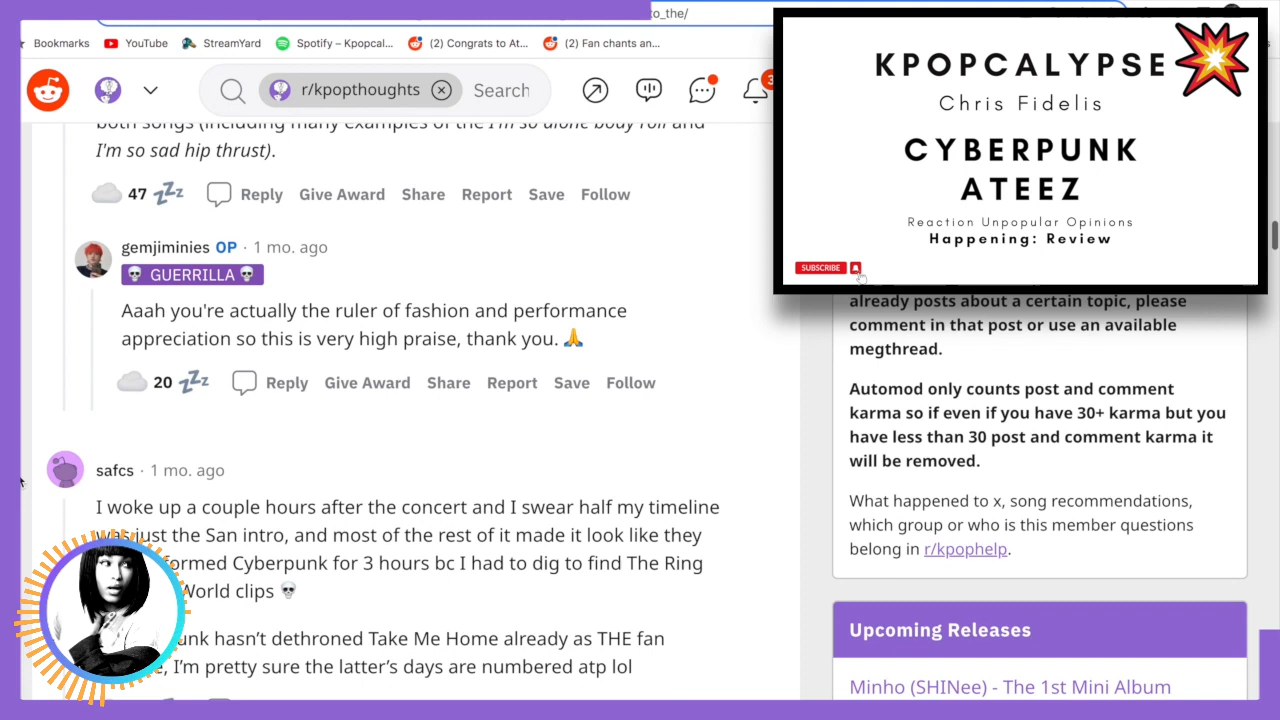 to_the/
Bookmarks
YouTube
StreamYard
Spotify – Kpopcal...
(2) Congrats to At...
(2) Fan chants an...
r/kpopthoughts
Search
3
both songs (including many examples of the I'm so alone body roll and
I'm so sad hip thrust).
47 Reply Give Award Share Report Save Follow
gemjiminies OP · 1 mo. ago
💀 GUERRILLA 💀
Aaah you're actually the ruler of fashion and performance
appreciation so this is very high praise, thank you. 🙏
20 Reply Give Award Share Report Save Follow
safcs · 1 mo. ago
I woke up a couple hours after the concert and I swear half my timeline
was just the San intro, and most of the rest of it made it look like they
formed Cyberpunk for 3 hours bc I had to dig to find The Ring
World clips 💀
unk hasn't dethroned Take Me Home already as THE fan
I'm pretty sure the latter's days are numbered atp lol
KPOPCALYPSE
Chris Fidelis
CYBERPUNK
ATEEZ
Reaction Unpopular Opinions
Happening: Review
SUBSCRIBE
already posts about a certain topic, please
comment in that post or use an available
megthread.
Automod only counts post and comment
karma so if even if you have 30+ karma but you
have less than 30 post and comment karma it
will be removed.
What happened to x, song recommendations,
which group or who is this member questions
belong in r/kpophelp.
Upcoming Releases
Minho (SHINee) - The 1st Mini Album